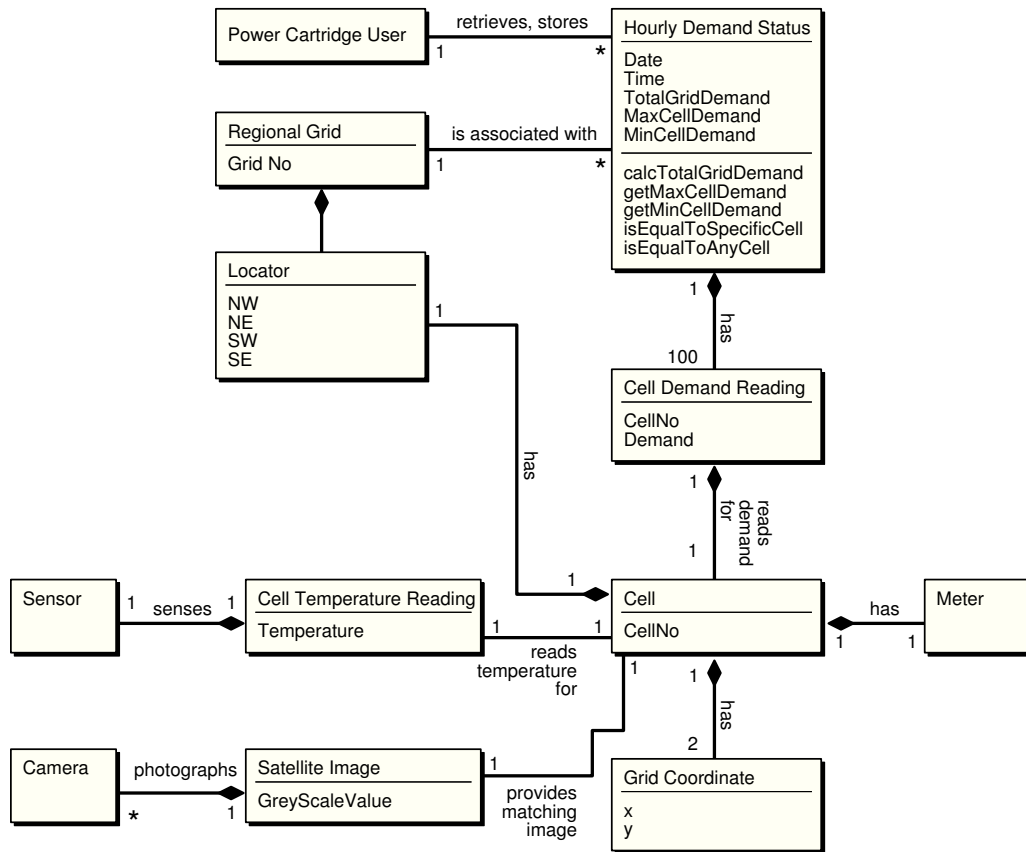 Power Cartridge User
retrieves, stores
1
*
Hourly Demand Status
Date
Time
TotalGridDemand
MaxCellDemand
MinCellDemand
calcTotalGridDemand
getMaxCellDemand
getMinCellDemand
isEqualToSpecificCell
isEqualToAnyCell
Regional Grid
Grid No
is associated with
1
*
Locator
NW
NE
SW
SE
1
has
1
1
has
100
Cell Demand Reading
CellNo
Demand
1
reads
demand
for
1
Sensor
1
senses
1
Cell Temperature Reading
Temperature
1
1
reads
temperature
for
Cell
CellNo
has
1
1
Meter
1
1
has
2
Camera
photographs
*
1
Satellite Image
GreyScaleValue
1
provides
matching
image
Grid Coordinate
x
y